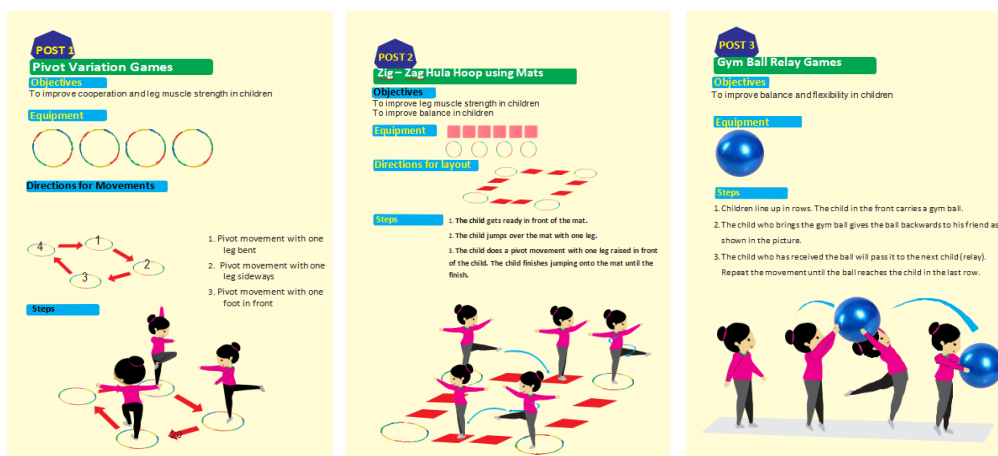 POST 1
Pivot Variation Games
Objectives
To improve cooperation and leg muscle strength in children
Equipment
Directions for Movements
4
1
2
3
1. Pivot movement with one
leg bent
2. Pivot movement with one
leg sideways
3. Pivot movement with one
foot in front
Steps
POST 2
Zig – Zag Hula Hoop using Mats
Objectives
To improve leg muscle strength in children
To improve balance in children
Equipment
Directions for layout
Steps
1. The child gets ready in front of the mat.
2. The child jumps over the mat with one leg.
3. The child does a pivot movement with one leg raised in front
of the child. The child finishes jumping onto the mat until the
finish.
POST 3
Gym Ball Relay Games
Objectives
To improve balance and flexibility in children
Equipment
Steps
1. Children line up in rows. The child in the front carries a gym ball.
2. The child who brings the gym ball gives the ball backwards to his friend as
shown in the picture.
3. The child who has received the ball will pass it to the next child (relay).
Repeat the movement until the ball reaches the child in the last row.